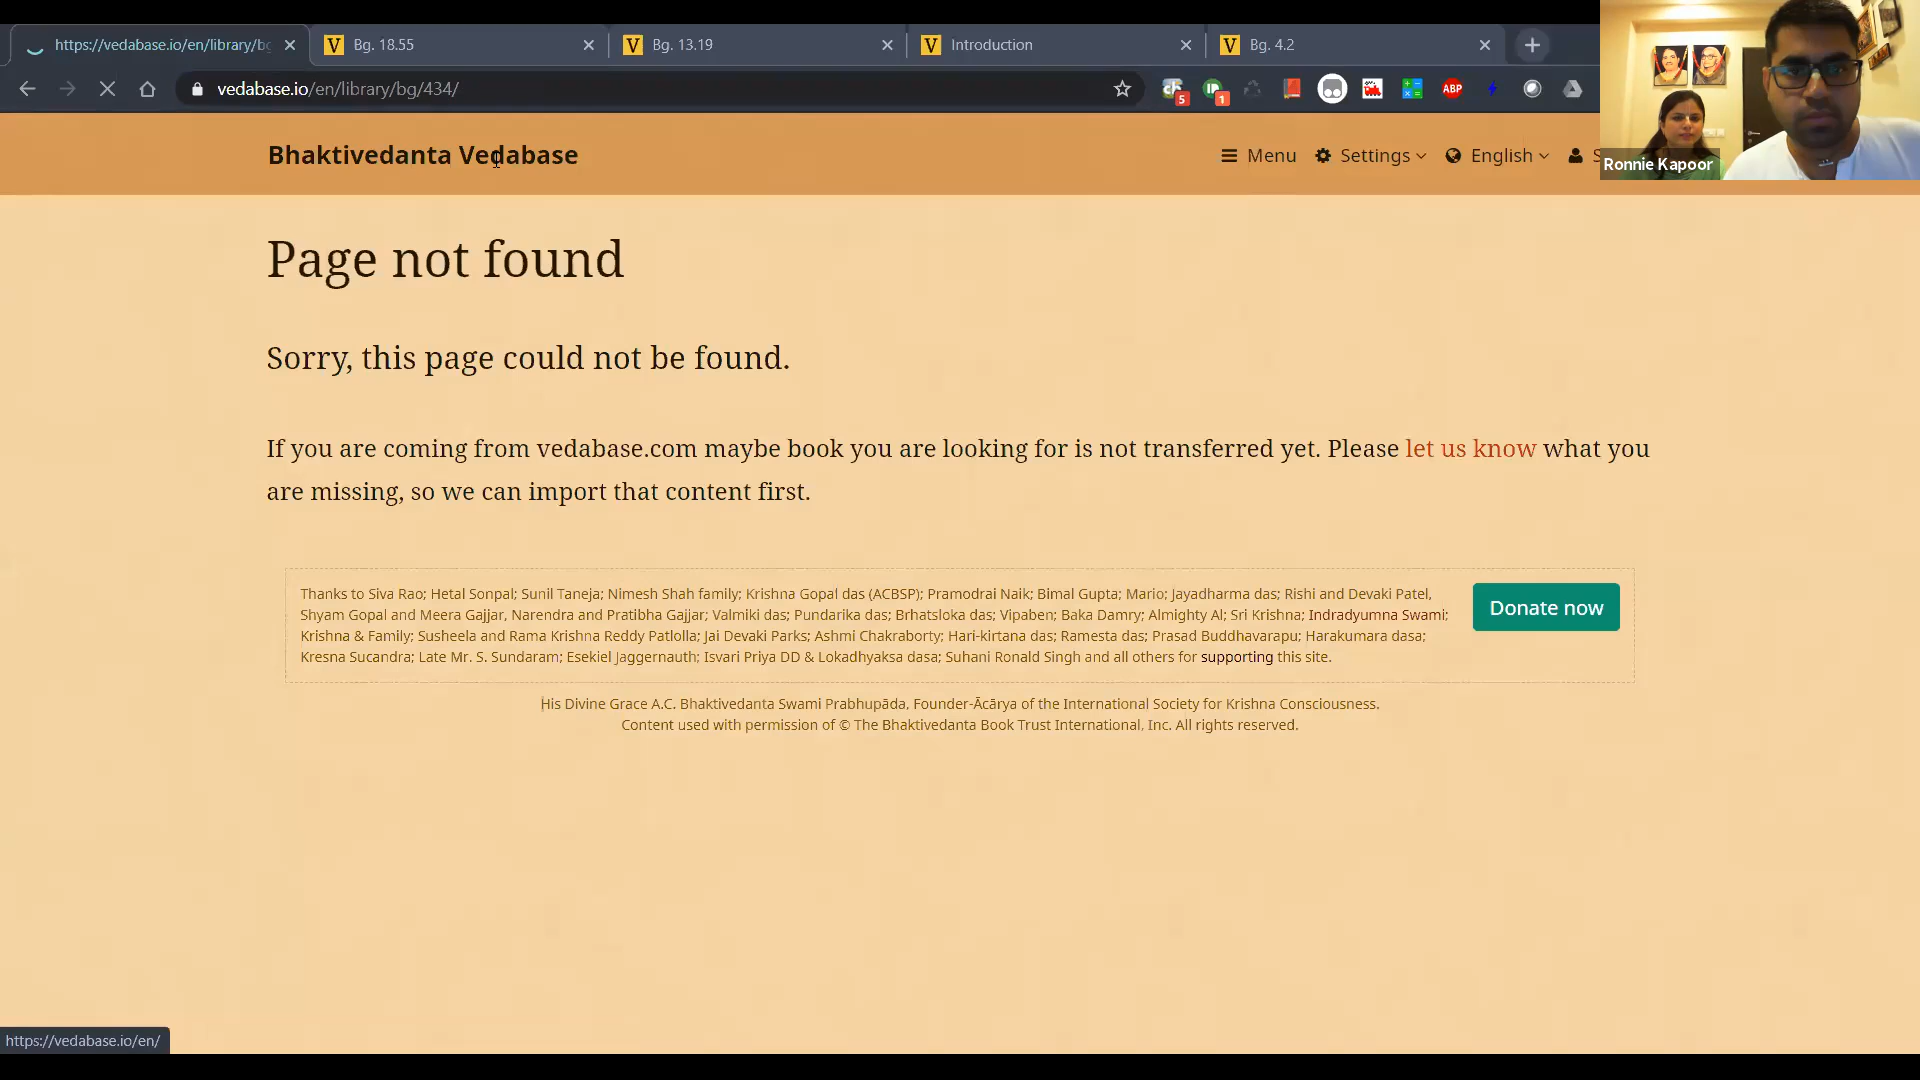 https://vedabase.io/en/library/bg
Bg. 18.55
Bg. 13.19
Introduction
Bg. 4.2
vedabase.io/en/library/bg/434/
5
1
ABP
Bhaktivedanta Vedabase
Menu
Settings
English
Ronnie Kapoor
Page not found
Sorry, this page could not be found.
If you are coming from vedabase.com maybe book you are looking for is not transferred yet. Please let us know what you
are missing, so we can import that content first.
Thanks to Siva Rao; Hetal Sonpal; Sunil Taneja; Nimesh Shah family; Krishna Gopal das (ACBSP); Pramodrai Naik; Bimal Gupta; Mario; Jayadharma das; Rishi and Devaki Patel,
Shyam Gopal and Meera Gajjar, Narendra and Pratibha Gajjar; Valmiki das; Pundarika das; Brhatsloka das; Vipaben; Baka Damry; Almighty Al; Sri Krishna; Indradyumna Swami;
Krishna & Family; Susheela and Rama Krishna Reddy Patlolla; Jai Devaki Parks; Ashmi Chakraborty; Hari-kirtana das; Ramesta das; Prasad Buddhavarapu; Harakumara dasa;
Kresna Sucandra; Late Mr. S. Sundaram; Esekiel Jaggernauth; Isvari Priya DD & Lokadhyaksa dasa; Suhani Ronald Singh and all others for supporting this site.
Donate now
His Divine Grace A.C. Bhaktivedanta Swami Prabhupāda, Founder-Ācārya of the International Society for Krishna Consciousness.
Content used with permission of © The Bhaktivedanta Book Trust International, Inc. All rights reserved.
https://vedabase.io/en/